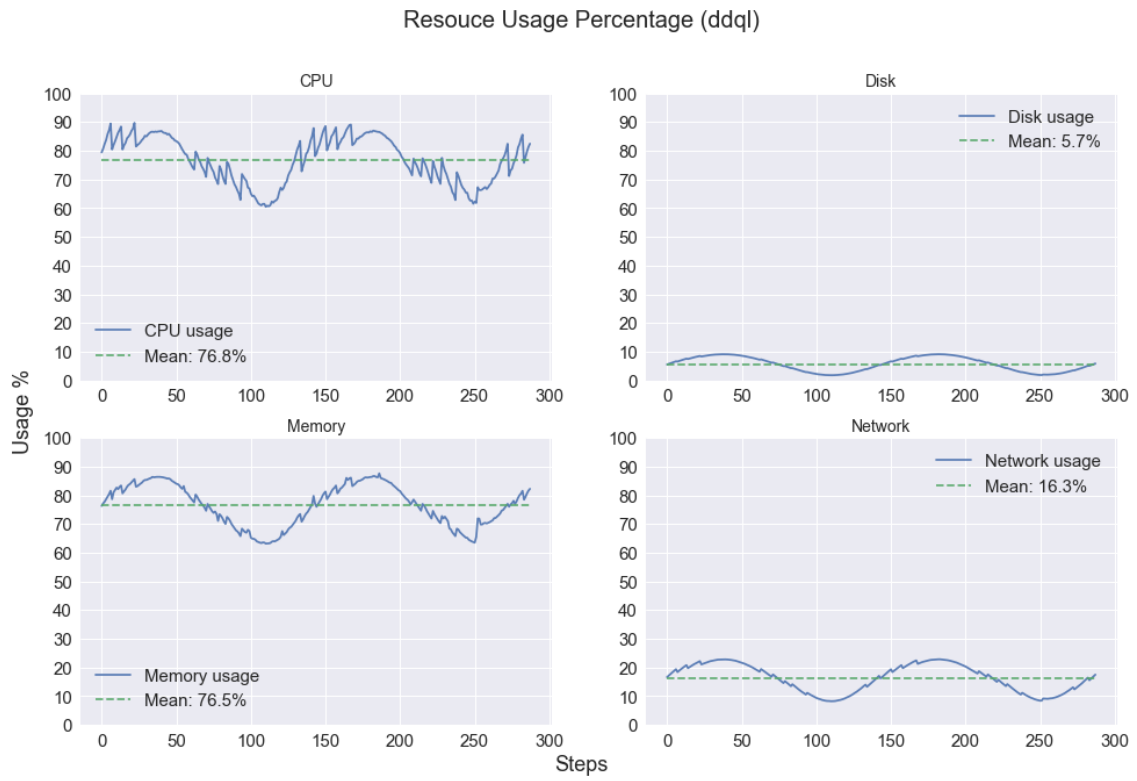 Resouce Usage Percentage (ddql)
CPU
100
90
80
70
60
50
40
30
20
10
0
CPU usage
Mean: 76.8%
0 50 100 150 200 250 300
Disk
100
90
80
70
60
50
40
30
20
10
0
Disk usage
Mean: 5.7%
0 50 100 150 200 250 300
Usage %
Memory
100
90
80
70
60
50
40
30
20
10
0
Memory usage
Mean: 76.5%
0 50 100 150 200 250 300
Network
100
90
80
70
60
50
40
30
20
10
0
Network usage
Mean: 16.3%
0 50 100 150 200 250 300
Steps